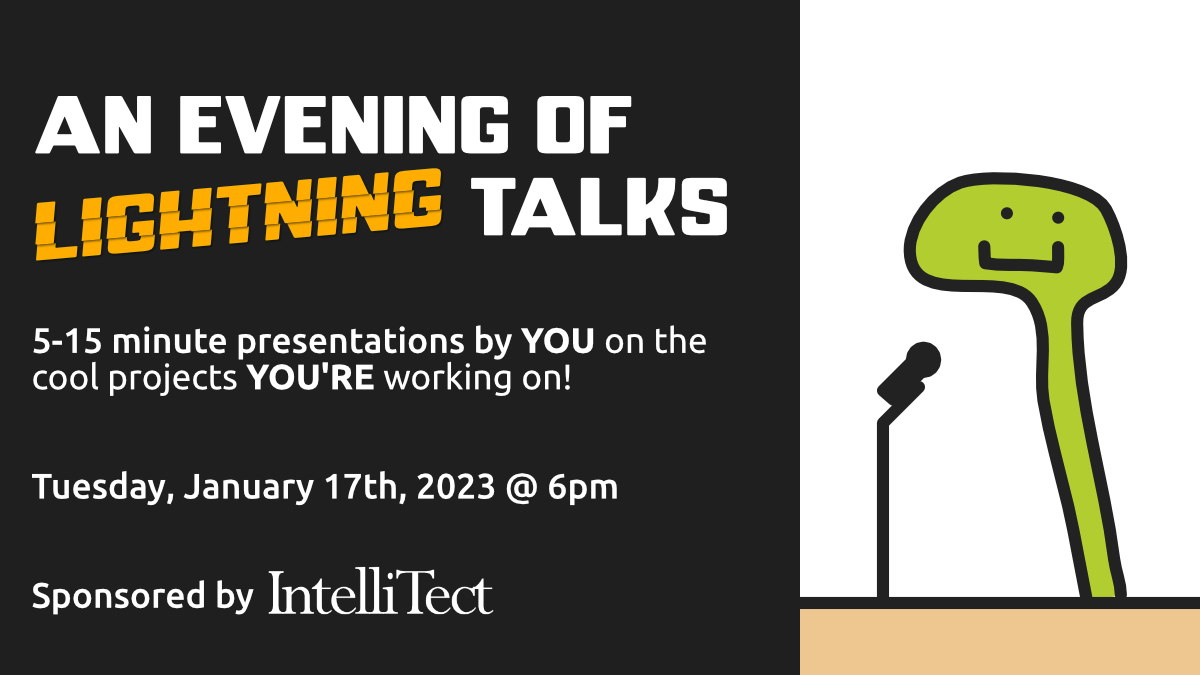 AN EVENING OF
LIGHTNING TALKS
5-15 minute presentations by YOU on the
cool projects YOU'RE working on!
Tuesday, January 17th, 2023 @ 6pm
Sponsored by IntelliTect